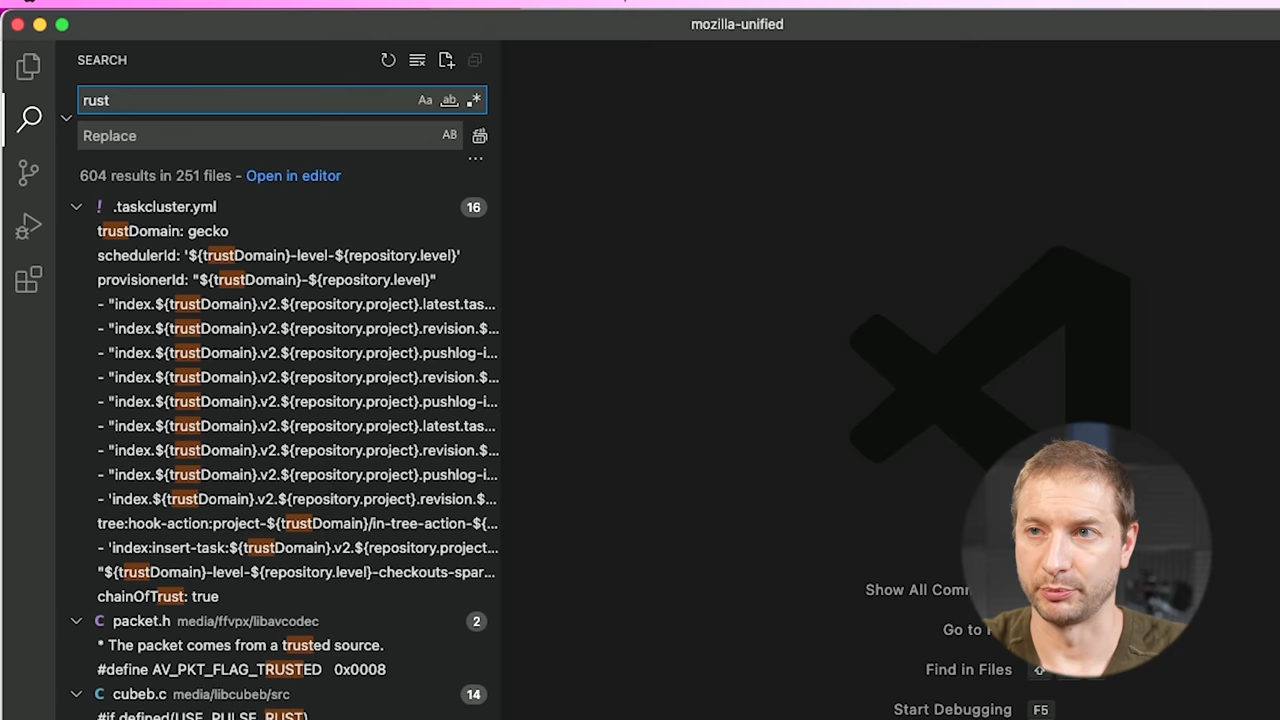 mozilla-unified
SEARCH
rust
Aa ab .*
Replace
AB
...
604 results in 251 files - Open in editor
! .taskcluster.yml 16
trustDomain: gecko
schedulerId: '${trustDomain}-level-${repository.level}'
provisionerId: "${trustDomain}-${repository.level}"
- "index.${trustDomain}.v2.${repository.project}.latest.tas...
- "index.${trustDomain}.v2.${repository.project}.revision.$...
- "index.${trustDomain}.v2.${repository.project}.pushlog-i...
- "index.${trustDomain}.v2.${repository.project}.revision.$...
- "index.${trustDomain}.v2.${repository.project}.pushlog-i...
- "index.${trustDomain}.v2.${repository.project}.latest.tas...
- "index.${trustDomain}.v2.${repository.project}.revision.$...
- "index.${trustDomain}.v2.${repository.project}.pushlog-i...
- 'index.${trustDomain}.v2.${repository.project}.revision.$...
tree:hook-action:project-${trustDomain}/in-tree-action-${...
- 'index:insert-task:${trustDomain}.v2.${repository.project...
"${trustDomain}-level-${repository.level}-checkouts-spar...
chainOfTrust: true
C packet.h media/ffvpx/libavcodec 2
* The packet comes from a trusted source.
#define AV_PKT_FLAG_TRUSTED 0x0008
C cubeb.c media/libcubeb/src 14
#if defined(USE_PULSE_RUST)
Show All Comm
Go to
Find in Files
Start Debugging F5